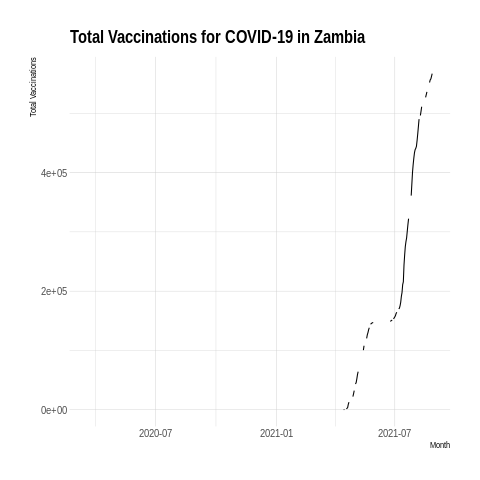 Total Vaccinations for COVID-19 in Zambia
Total Vaccinations
4e+05
2e+05
0e+00
2020-07
2021-01
2021-07
Month